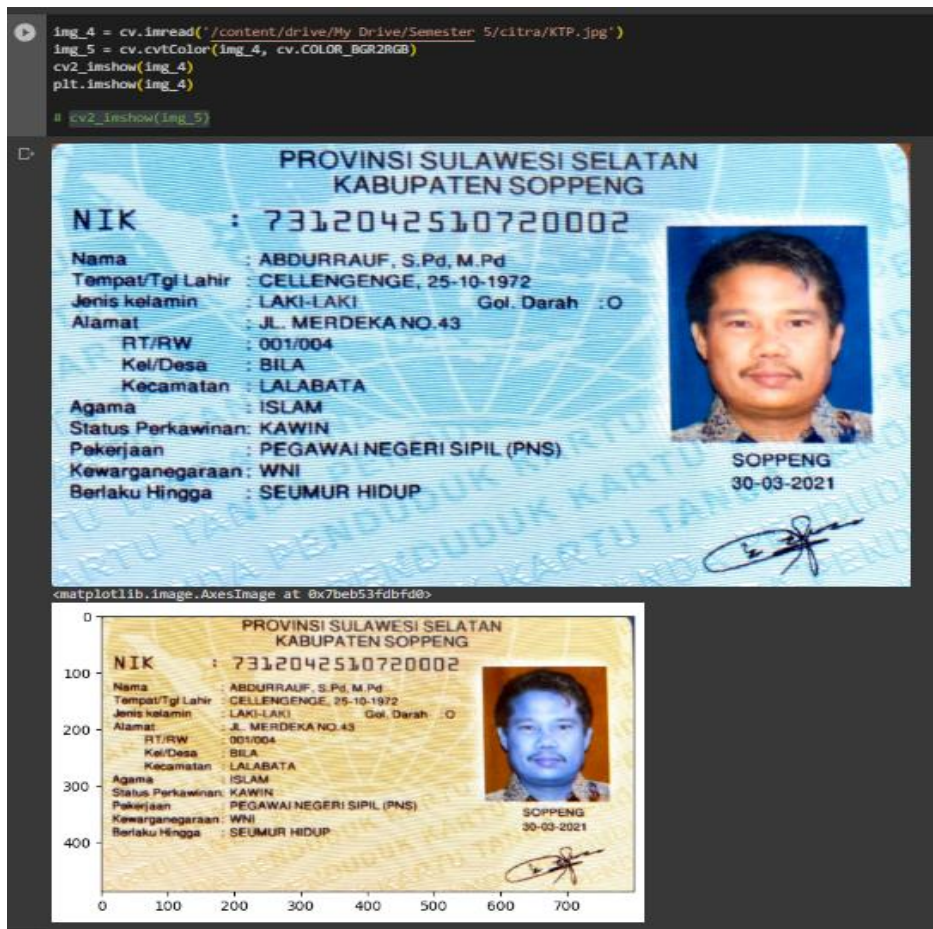 img_4 = cv.imread('/content/drive/My Drive/Semester 5/citra/KTP.jpg')
img_5 = cv.cvtColor(img_4, cv.COLOR_BGR2RGB)
cv2_imshow(img_4)
plt.imshow(img_4)
# cv2_imshow(img_5)
PROVINSI SULAWESI SELATAN
KABUPATEN SOPPENG
NIK : 7312042510720002
Nama : ABDURRAUF, S.Pd, M.Pd
Tempat/Tgl Lahir : CELLENGENGE, 25-10-1972
Jenis kelamin : LAKI-LAKI Gol. Darah : O
Alamat : JL. MERDEKA NO.43
RT/RW : 001/004
Kel/Desa : BILA
Kecamatan : LALABATA
Agama : ISLAM
Status Perkawinan: KAWIN
Pekerjaan : PEGAWAI NEGERI SIPIL (PNS)
Kewarganegaraan : WNI
Berlaku Hingga : SEUMUR HIDUP
SOPPENG
30-03-2021
<matplotlib.image.AxesImage at 0x7beb53fdbfd0>
PROVINSI SULAWESI SELATAN
KABUPATEN SOPPENG
NIK : 7312042510720002
Nama : ABDURRAUF, S.Pd, M.Pd
Tempat/Tgl Lahir : CELLENGENGE, 25-10-1972
Jenis kelamin : LAKI-LAKI Gol. Darah : O
Alamat : JL. MERDEKA NO.43
RT/RW : 001/004
Kel/Desa : BILA
Kecamatan : LALABATA
Agama : ISLAM
Status Perkawinan: KAWIN
Pekerjaan : PEGAWAI NEGERI SIPIL (PNS)
Kewarganegaraan : WNI
Berlaku Hingga : SEUMUR HIDUP
SOPPENG
30-03-2021
0
100
200
300
400
0 100 200 300 400 500 600 700